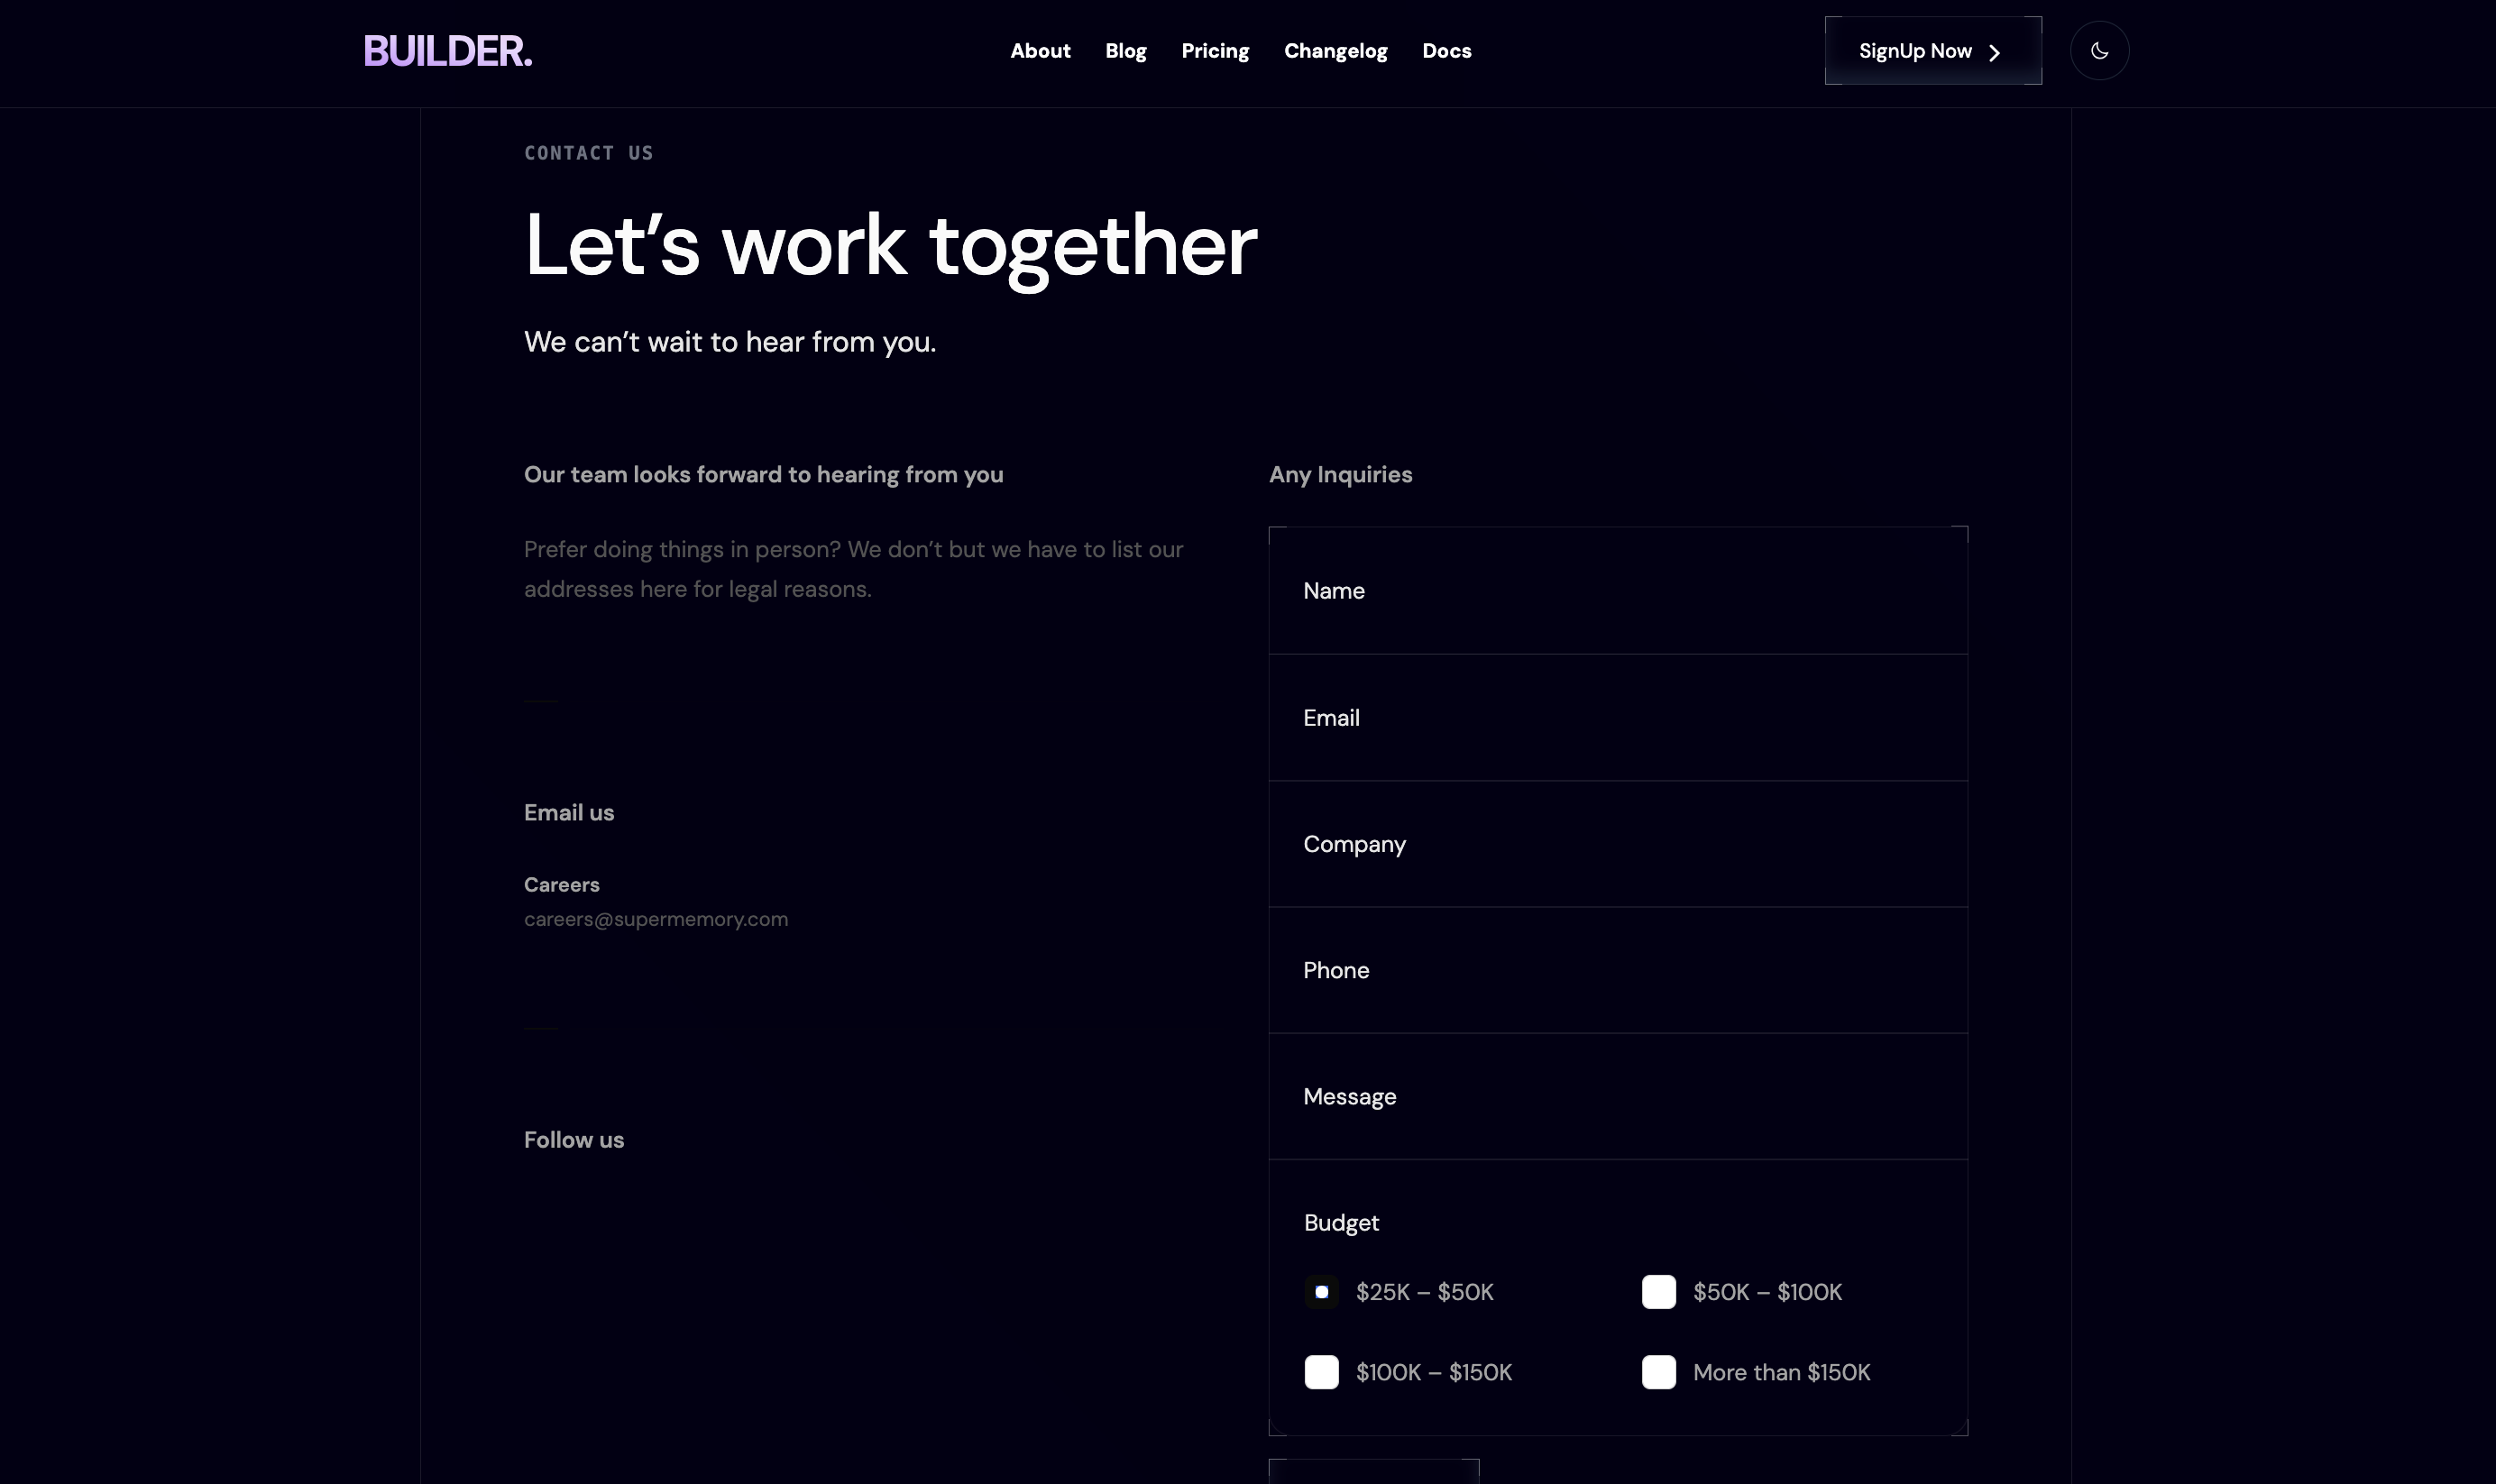 BUILDER.
About Blog Pricing Changelog Docs
SignUp Now
CONTACT US
Let’s work together
We can’t wait to hear from you.
Our team looks forward to hearing from you
Prefer doing things in person? We don’t but we have to list our
addresses here for legal reasons.
Email us
Careers
careers@supermemory.com
Follow us
Any Inquiries
Name
Email
Company
Phone
Message
Budget
$25K – $50K
$50K – $100K
$100K – $150K
More than $150K